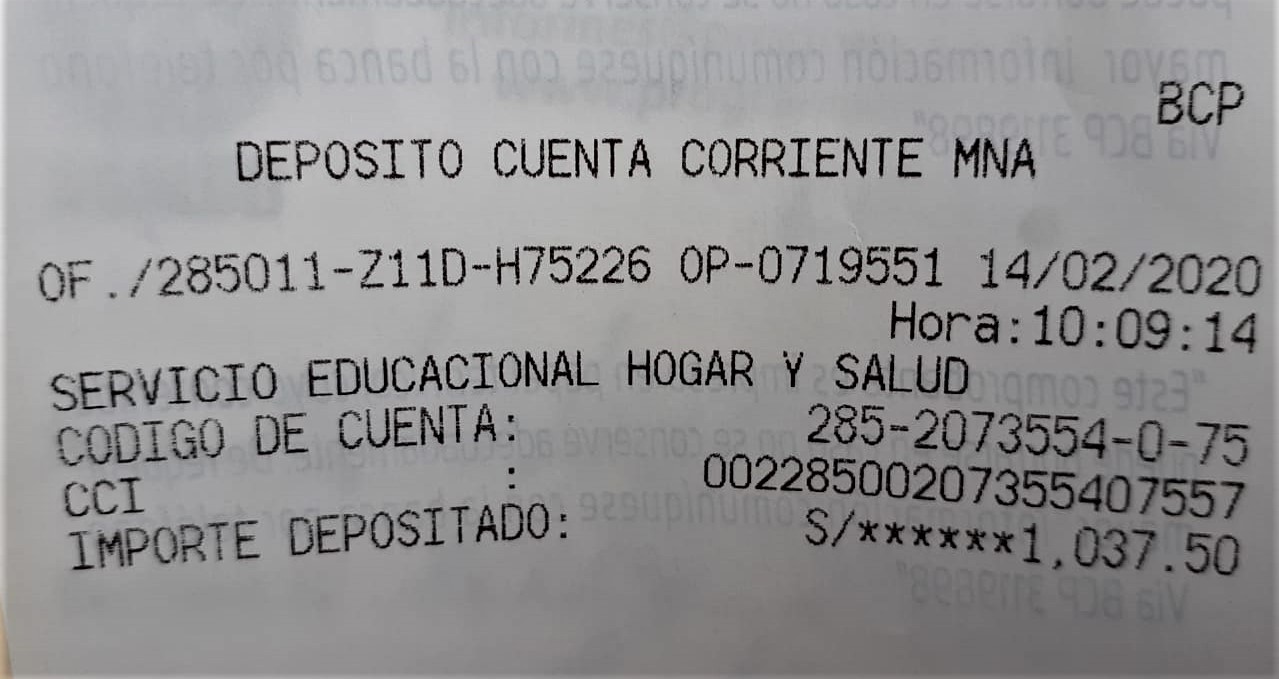 BCP
DEPOSITO CUENTA CORRIENTE MNA
OF./285011-Z11D-H75226 OP-0719551 14/02/2020
Hora:10:09:14
SERVICIO EDUCACIONAL HOGAR Y SALUD
CODIGO DE CUENTA: 285-2073554-0-75
CCI : 00228500207355407557
IMPORTE DEPOSITADO: S/******1,037.50